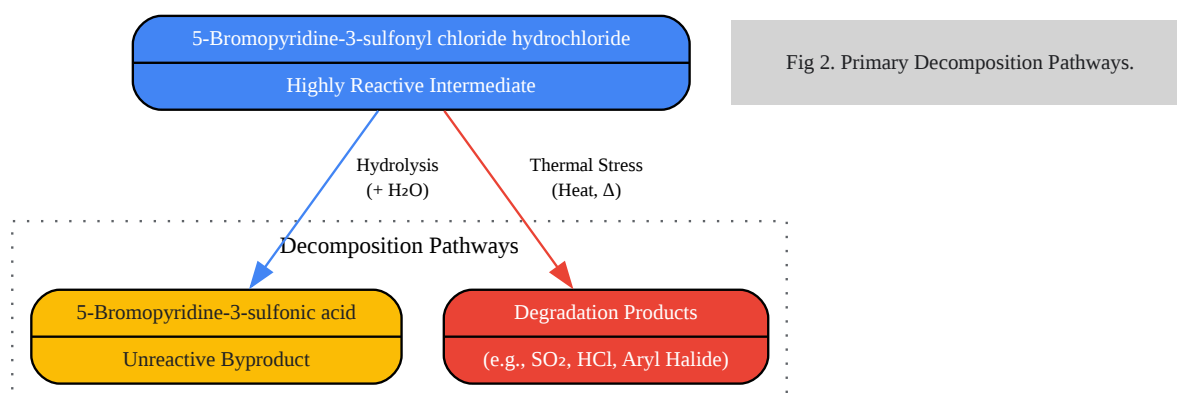 5-Bromopyridine-3-sulfonyl chloride hydrochloride
Highly Reactive Intermediate
Fig 2. Primary Decomposition Pathways.
Hydrolysis
(+ H₂O)
Thermal Stress
(Heat, Δ)
Decomposition Pathways
5-Bromopyridine-3-sulfonic acid
Unreactive Byproduct
Degradation Products
(e.g., SO₂, HCl, Aryl Halide)